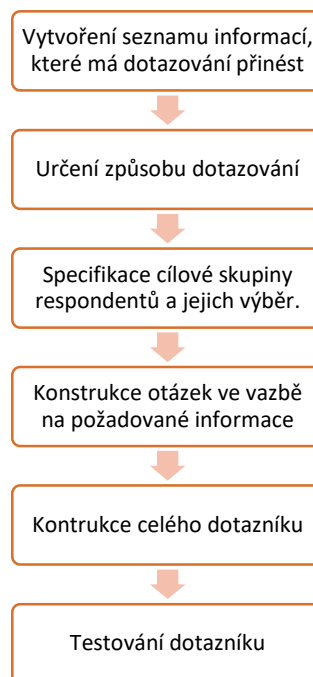 Vytvoření seznamu informací,
které má dotazování přinést
Určení způsobu dotazování
Specifikace cílové skupiny
respondentů a jejich výběr.
Konstrukce otázek ve vazbě
na požadované informace
Kontrukce celého dotazníku
Testování dotazníku